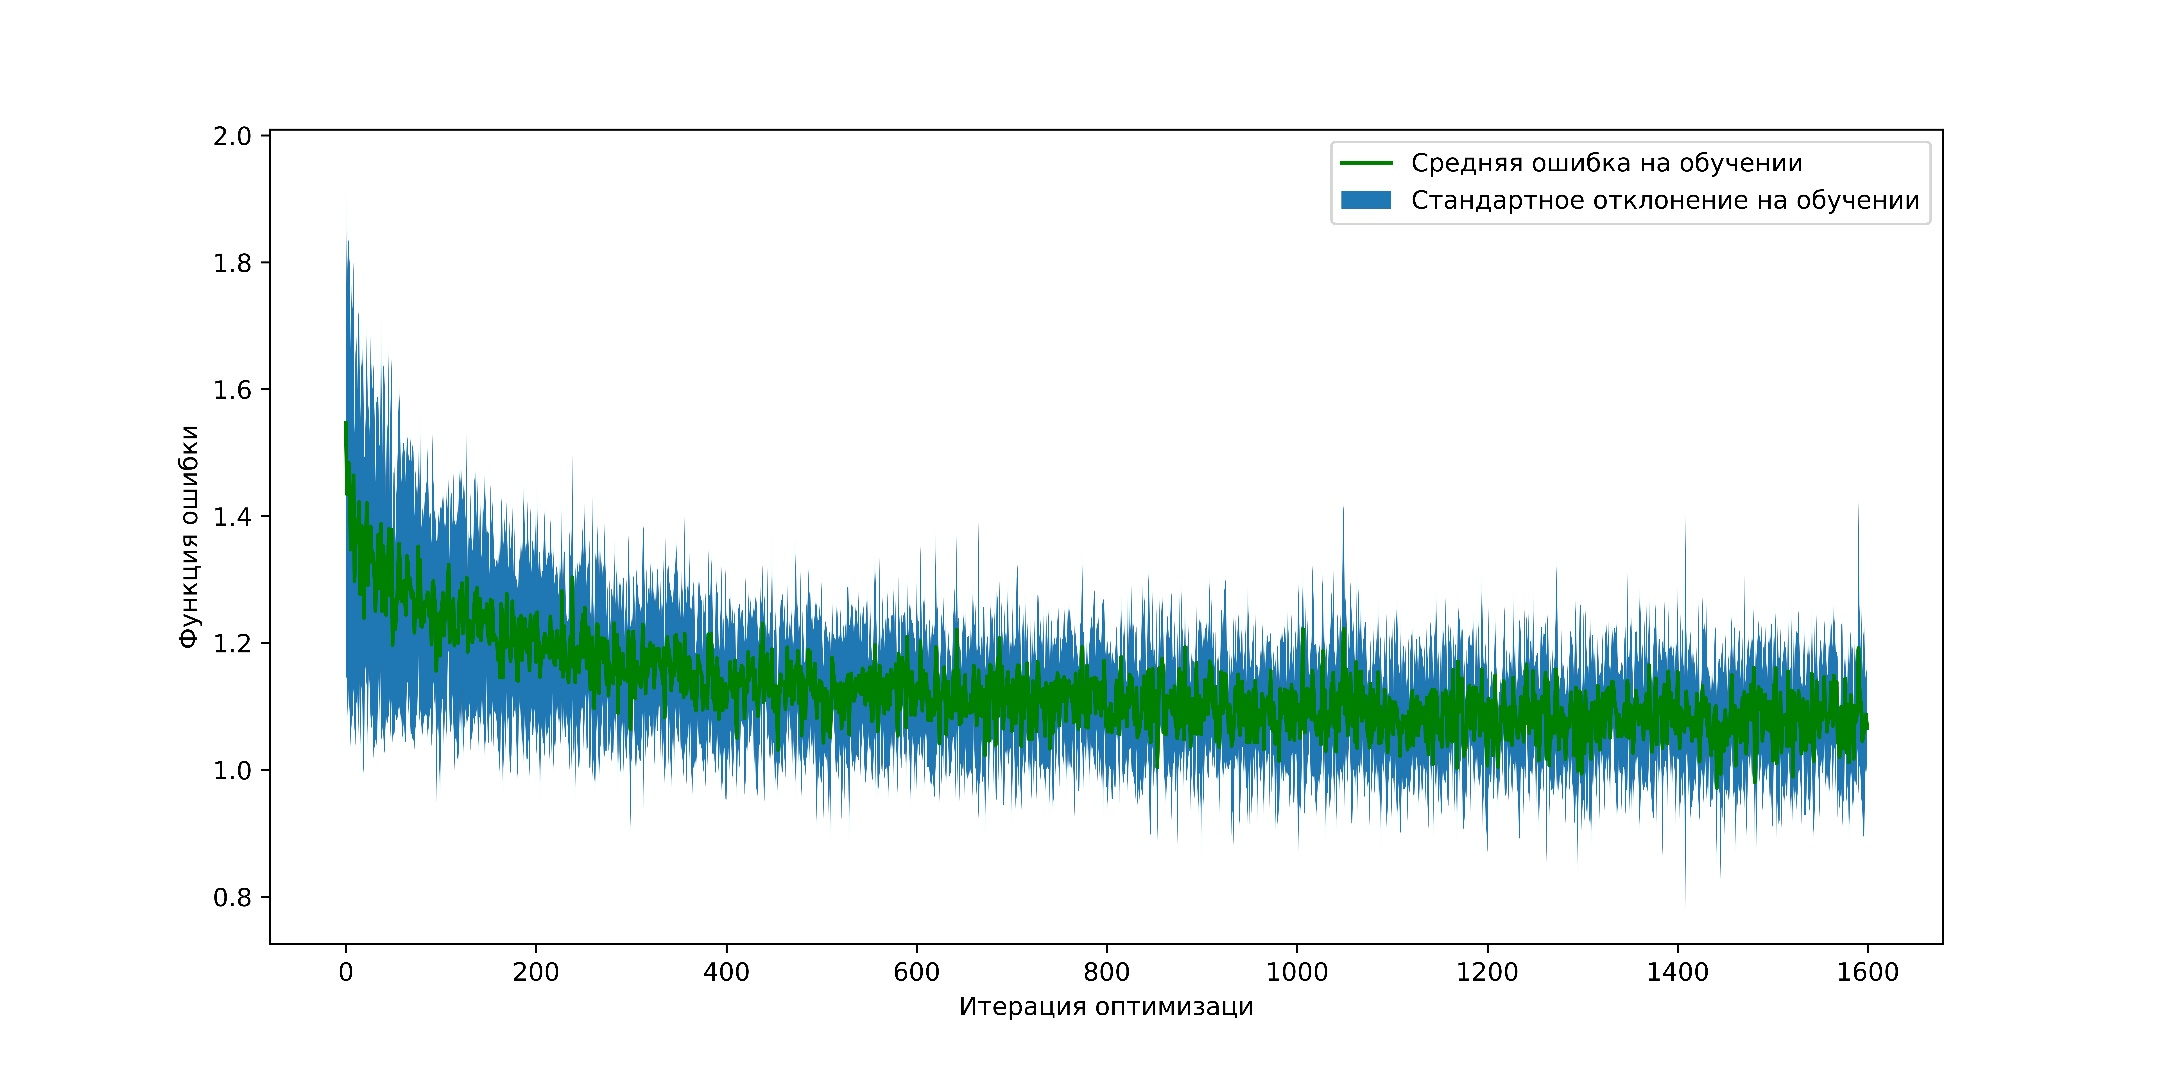 Средняя ошибка на обучении
Стандартное отклонение на обучении
Функция ошибки
2.0
1.8
1.6
1.4
1.2
1.0
0.8
0 200 400 600 800 1000 1200 1400 1600
Итерация оптимизаци